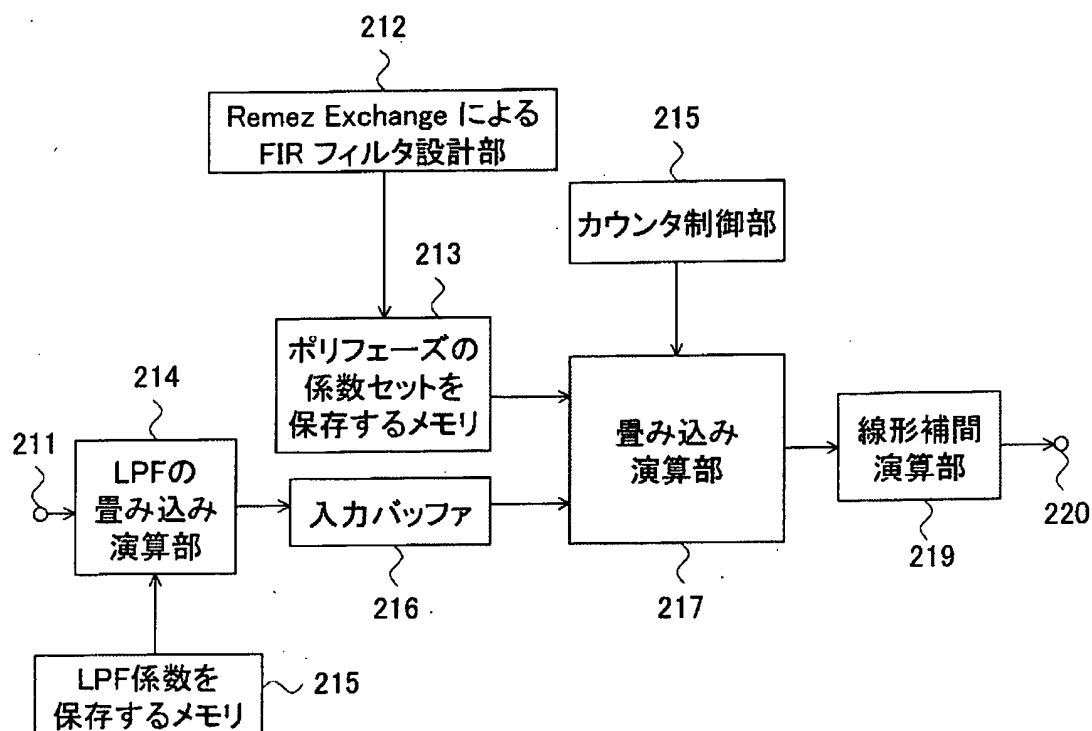 212
Remez Exchange による
FIR フィルタ設計部
215
カウンタ制御部
213
ポリフェーズの
係数セットを
保存するメモリ
214
211
LPFの
畳み込み
演算部
入力バッファ
216
畳み込み
演算部
217
線形補間
演算部
219
220
LPF係数を
保存するメモリ
215